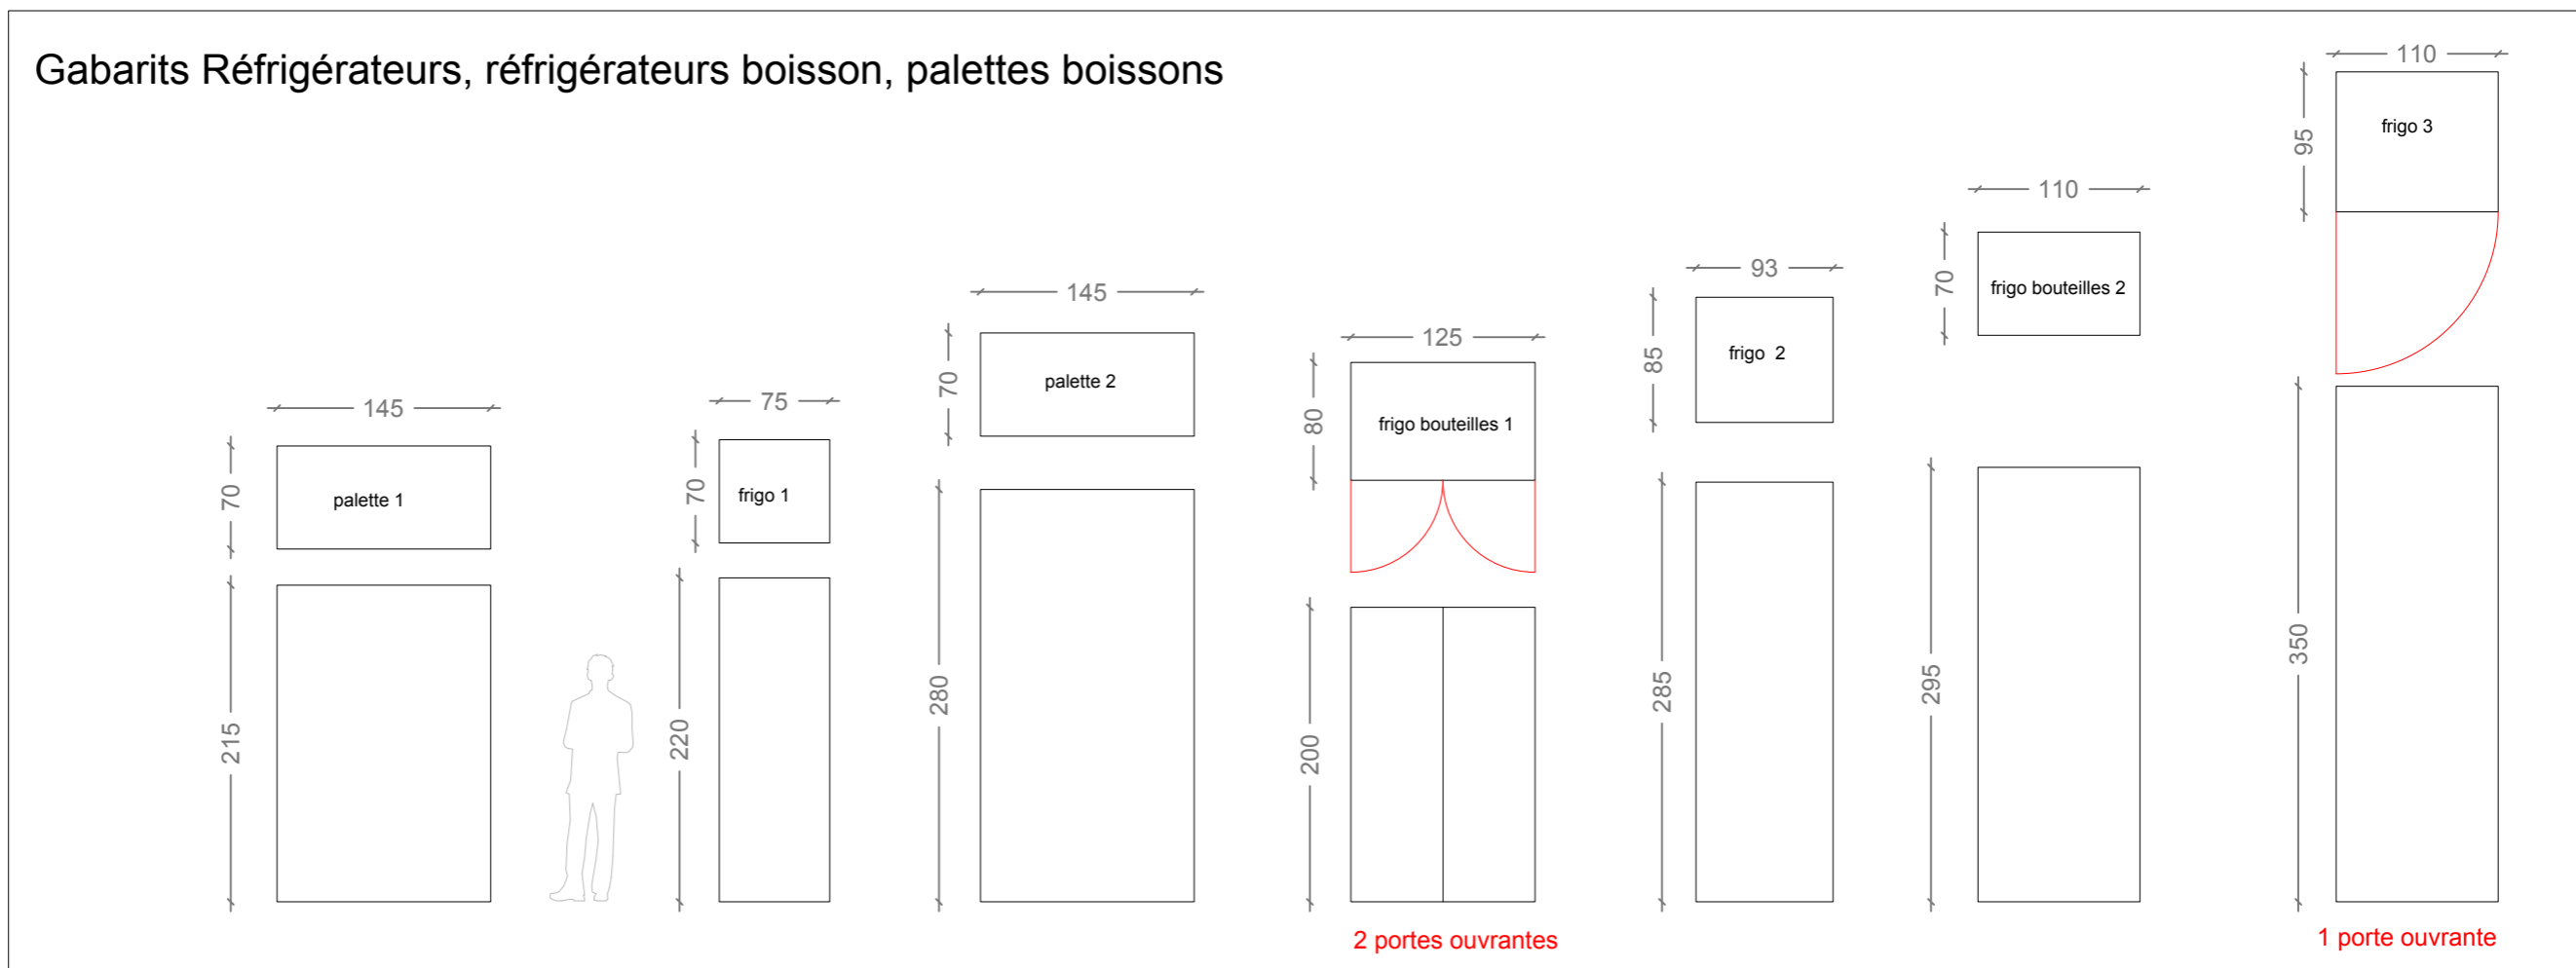 Gabarits Réfrigérateurs, réfrigérateurs boisson, palettes boissons
145
70
palette 1
215
75
70
frigo 1
220
145
70
palette 2
280
125
80
frigo bouteilles 1
200
2 portes ouvrantes
93
85
frigo 2
285
110
70
frigo bouteilles 2
295
110
95
frigo 3
350
1 porte ouvrante